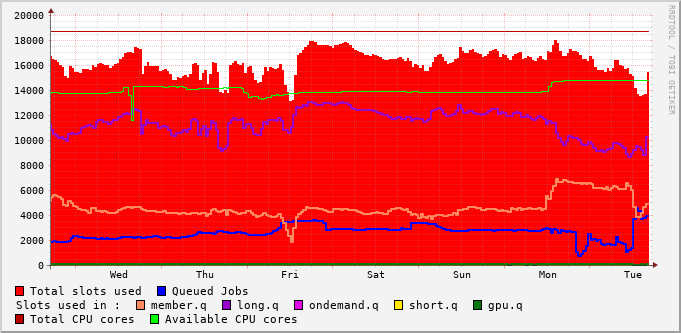 20000
18000
16000
14000
12000
10000
8000
6000
4000
2000
0
Wed Thu Fri Sat Sun Mon Tue
RRDTOOL / TOBI OETIKER
Total slots used Queued Jobs
Slots used in : member.q long.q ondemand.q short.q gpu.q
Total CPU cores Available CPU cores